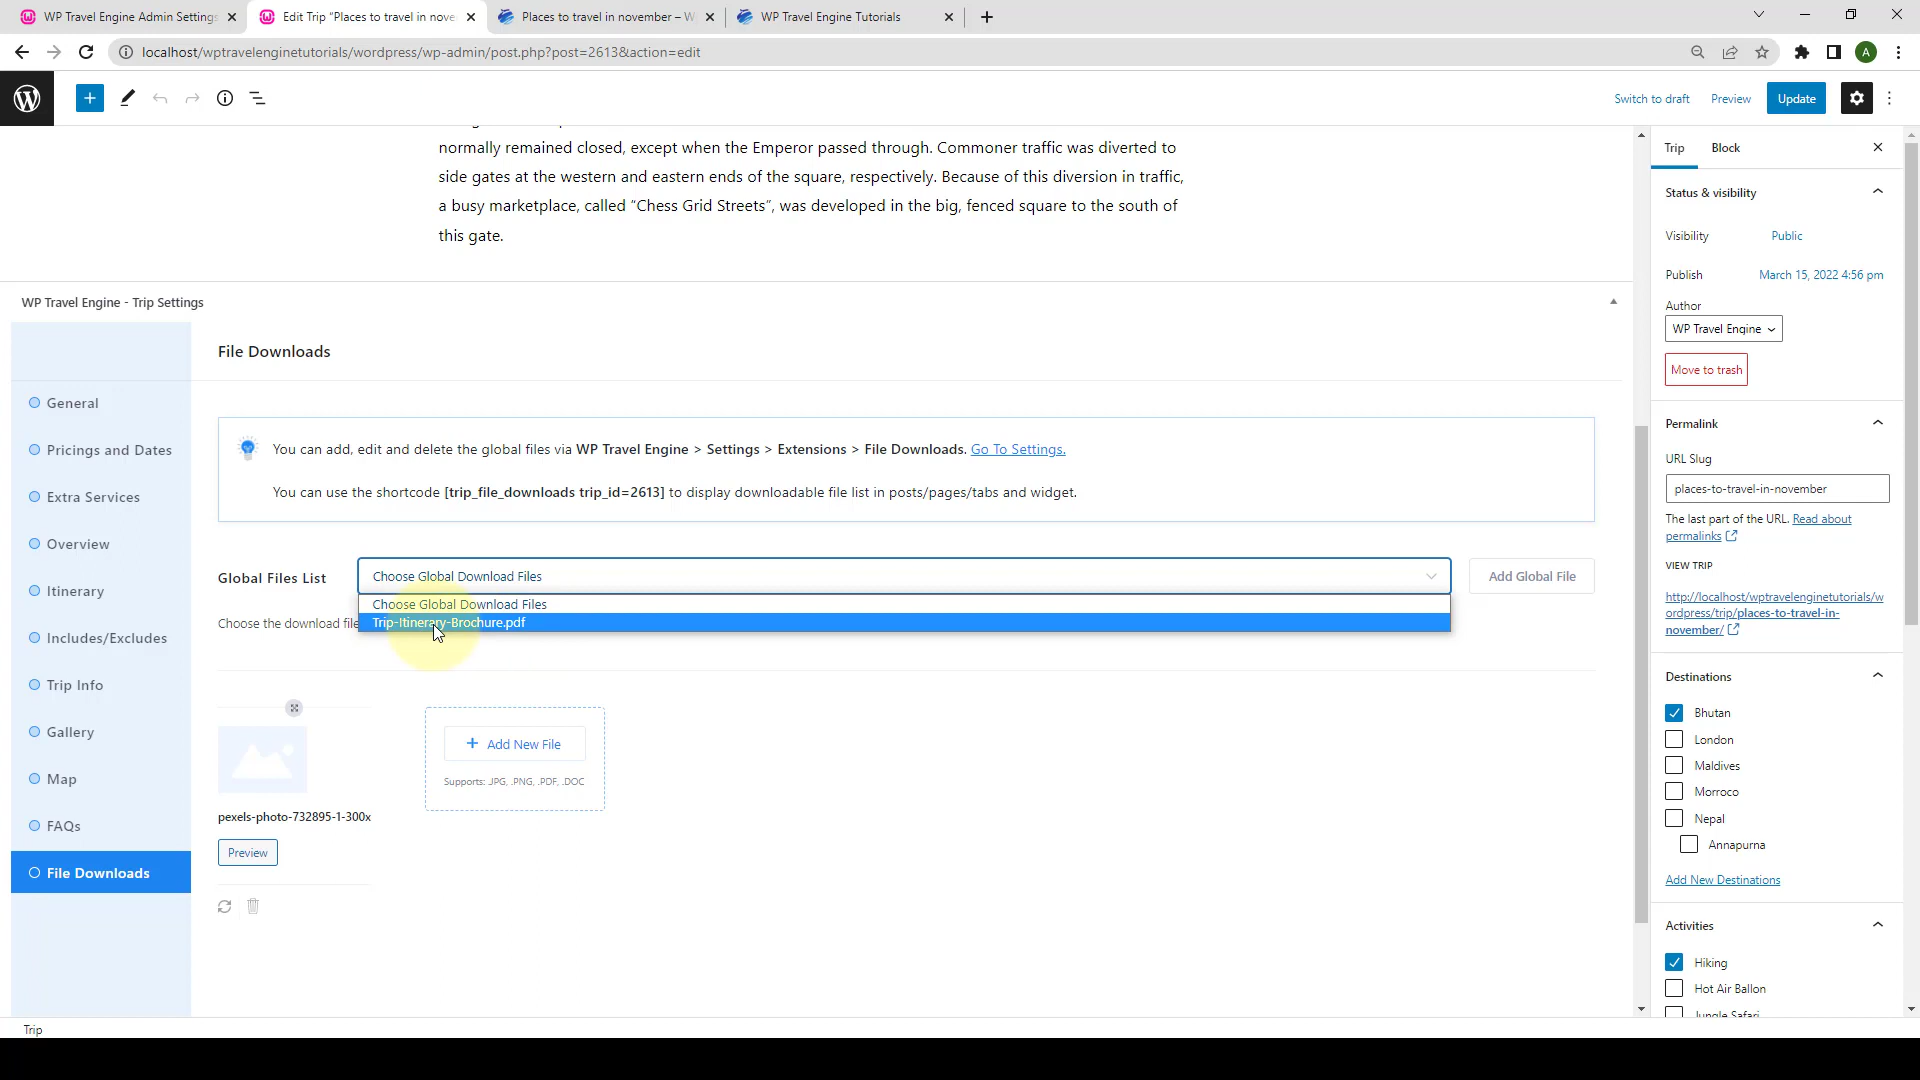 WP Travel Engine Admin Settings
Edit Trip "Places to travel in nove
Places to travel in november – W
WP Travel Engine Tutorials
localhost/wptravelenginetutorials/wordpress/wp-admin/post.php?post=2613&action=edit
A
Switch to draft
Preview
Update
normally remained closed, except when the Emperor passed through. Commoner traffic was diverted to
side gates at the western and eastern ends of the square, respectively. Because of this diversion in traffic,
a busy marketplace, called “Chess Grid Streets”, was developed in the big, fenced square to the south of
this gate.
WP Travel Engine - Trip Settings
General
Pricings and Dates
Extra Services
Overview
Itinerary
Includes/Excludes
Trip Info
Gallery
Map
FAQs
File Downloads
File Downloads
You can add, edit and delete the global files via WP Travel Engine > Settings > Extensions > File Downloads. Go To Settings.
You can use the shortcode [trip_file_downloads trip_id=2613] to display downloadable file list in posts/pages/tabs and widget.
Global Files List
Choose Global Download Files
Add Global File
Choose Global Download Files
Trip-Itinerary-Brochure.pdf
Choose the download file
pexels-photo-732895-1-300x
Preview
+ Add New File
Supports: .JPG, .PNG, .PDF, .DOC
Trip
Block
Status & visibility
Visibility
Public
Publish
March 15, 2022 4:56 pm
Author
WP Travel Engine
Move to trash
Permalink
URL Slug
places-to-travel-in-november
The last part of the URL. Read about
permalinks
VIEW TRIP
http://localhost/wptravelenginetutorials/w
ordpress/trip/places-to-travel-in-
november/
Destinations
Bhutan
London
Maldives
Morroco
Nepal
Annapurna
Add New Destinations
Activities
Hiking
Hot Air Ballon
Jungle Safari
Trip